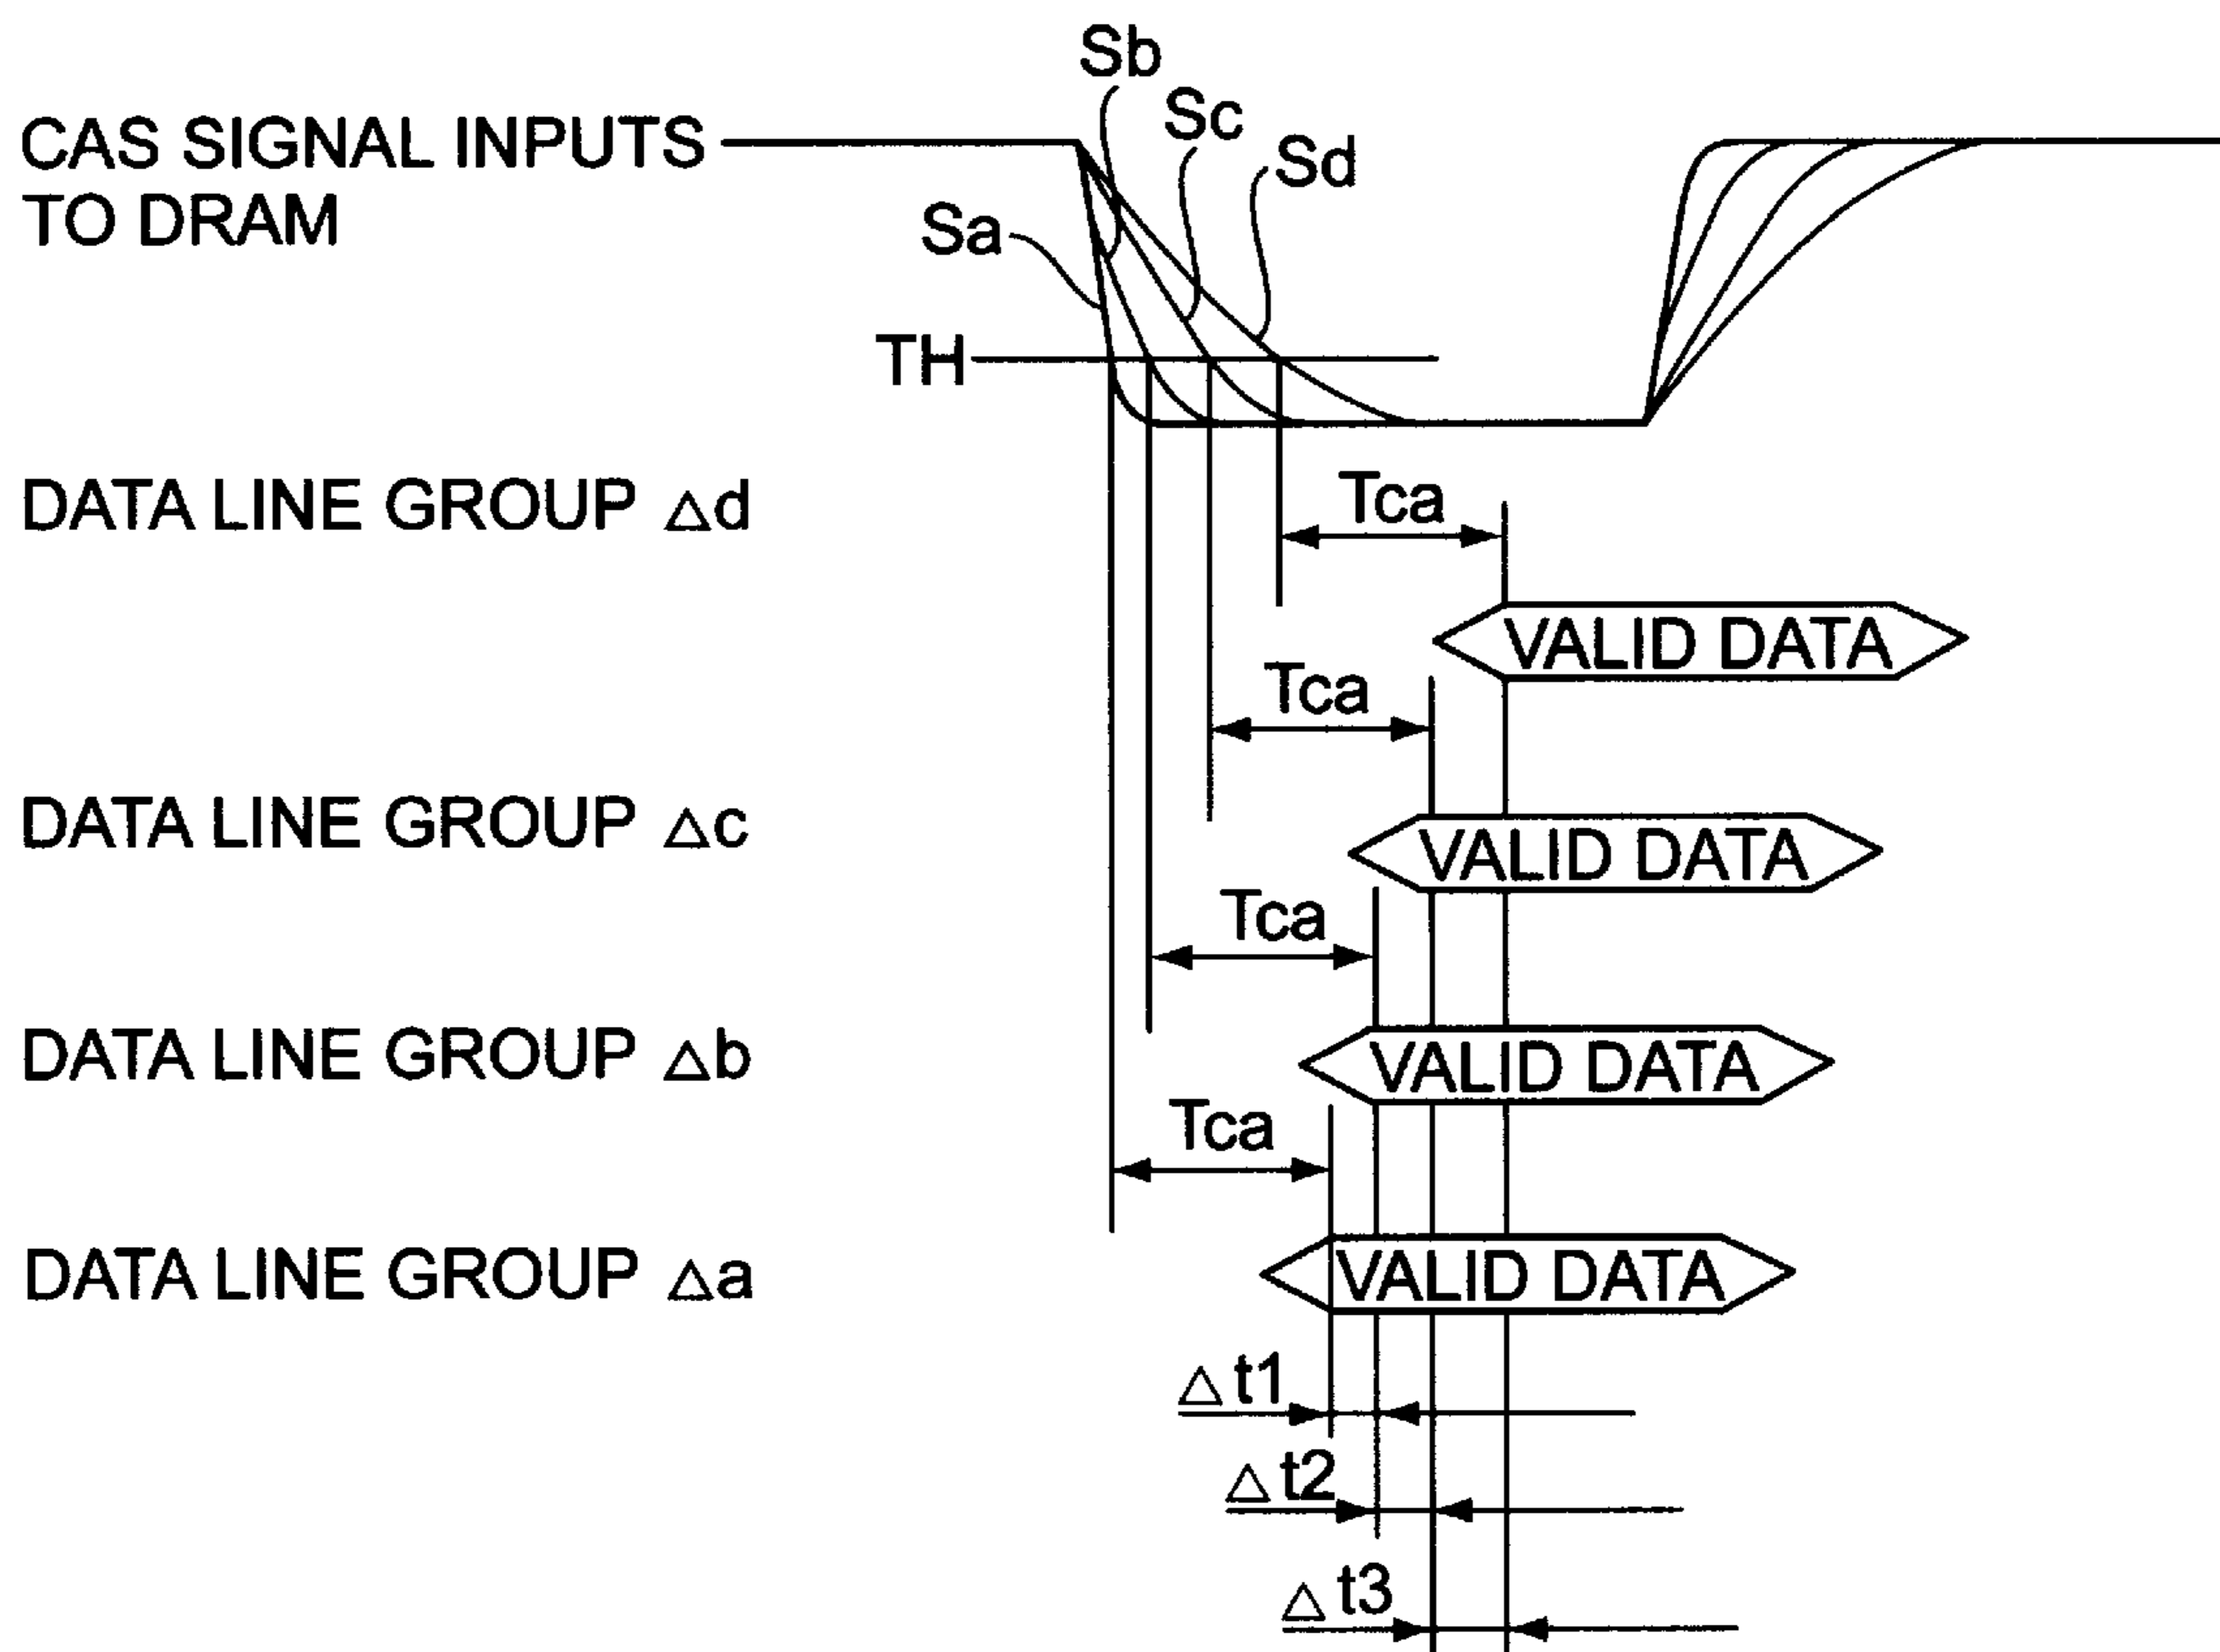 Sb
Sc
CAS SIGNAL INPUTS
TO DRAM
Sd
Sa
TH
DATA LINE GROUP △d
Tca
VALID DATA
Tca
DATA LINE GROUP △c
VALID DATA
Tca
DATA LINE GROUP △b
VALID DATA
Tca
DATA LINE GROUP △a
VALID DATA
△t1
△t2
△t3